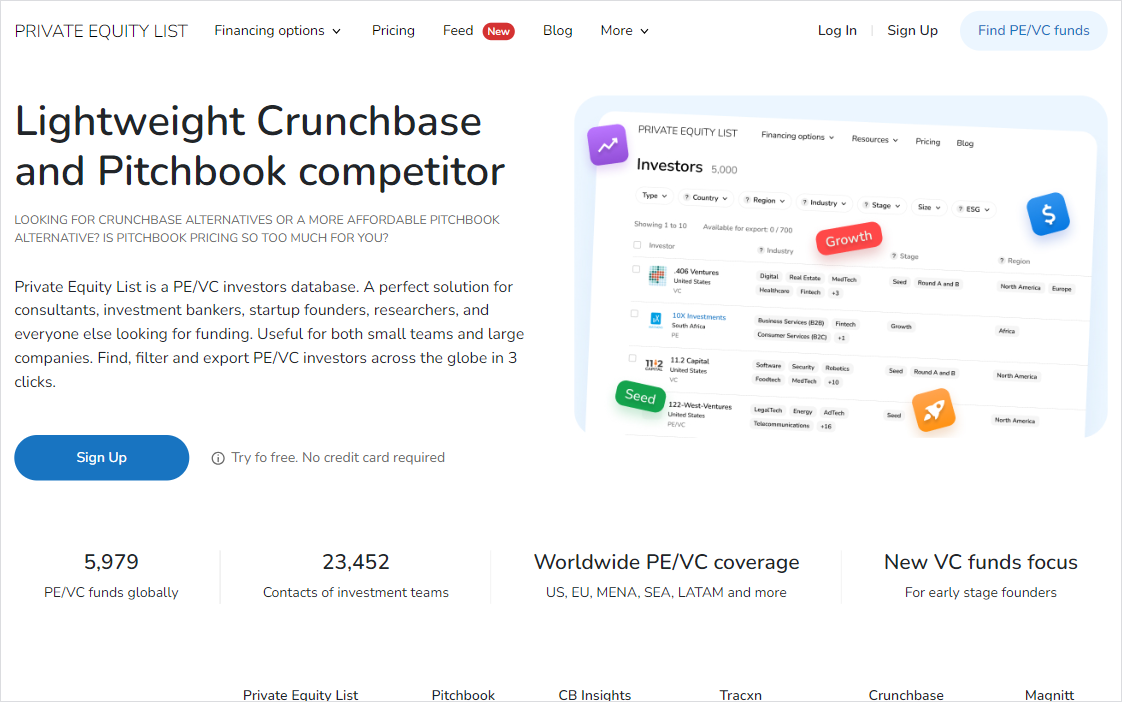 PRIVATE EQUITY LIST Financing options Pricing Feed New Blog More Log In Sign Up Find PE/VC funds
Lightweight Crunchbase
and Pitchbook competitor
LOOKING FOR CRUNCHBASE ALTERNATIVES OR A MORE AFFORDABLE PITCHBOOK
ALTERNATIVE? IS PITCHBOOK PRICING SO TOO MUCH FOR YOU?
Private Equity List is a PE/VC investors database. A perfect solution for
consultants, investment bankers, startup founders, researchers, and
everyone else looking for funding. Useful for both small teams and large
companies. Find, filter and export PE/VC investors across the globe in 3
clicks.
Sign Up Try fo free. No credit card required
PRIVATE EQUITY LIST Financing options Resources Pricing Blog
Investors 5,000
Type ? Country ? Region ? Industry ? Stage Size ? ESG
Showing 1 to 10 Available for export: 0 / 700
Growth
Investor ? Industry ? Stage ? Region
.406 Ventures Digital Real Estate MedTech Seed Round A and B North America Europe
United States
VC Healthcare Fintech +3
10X Investments Business Services (B2B) Fintech Growth Africa
South Africa
PE Consumer Services (B2C) +1
11.2 CAPITAL
11.2 Capital Software Security Robotics Seed Round A and B North America
United States
VC Foodtech MedTech +10
Seed
122-West-Ventures LegalTech Energy AdTech Seed North America
United States
PE/VC Telecommunications +16
5,979 23,452 Worldwide PE/VC coverage New VC funds focus
PE/VC funds globally Contacts of investment teams US, EU, MENA, SEA, LATAM and more For early stage founders
Private Equity List Pitchbook CB Insights Tracxn Crunchbase Magnitt